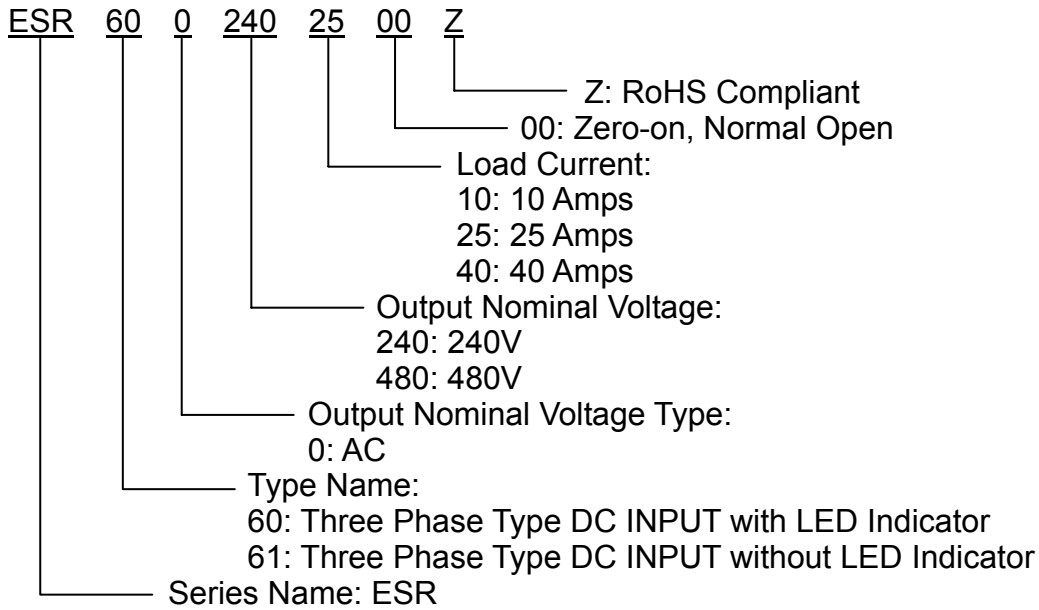 ESR 60 0 240 25 00 Z
Z: RoHS Compliant
00: Zero-on, Normal Open
Load Current:
10: 10 Amps
25: 25 Amps
40: 40 Amps
Output Nominal Voltage:
240: 240V
480: 480V
Output Nominal Voltage Type:
0: AC
Type Name:
60: Three Phase Type DC INPUT with LED Indicator
61: Three Phase Type DC INPUT without LED Indicator
Series Name: ESR